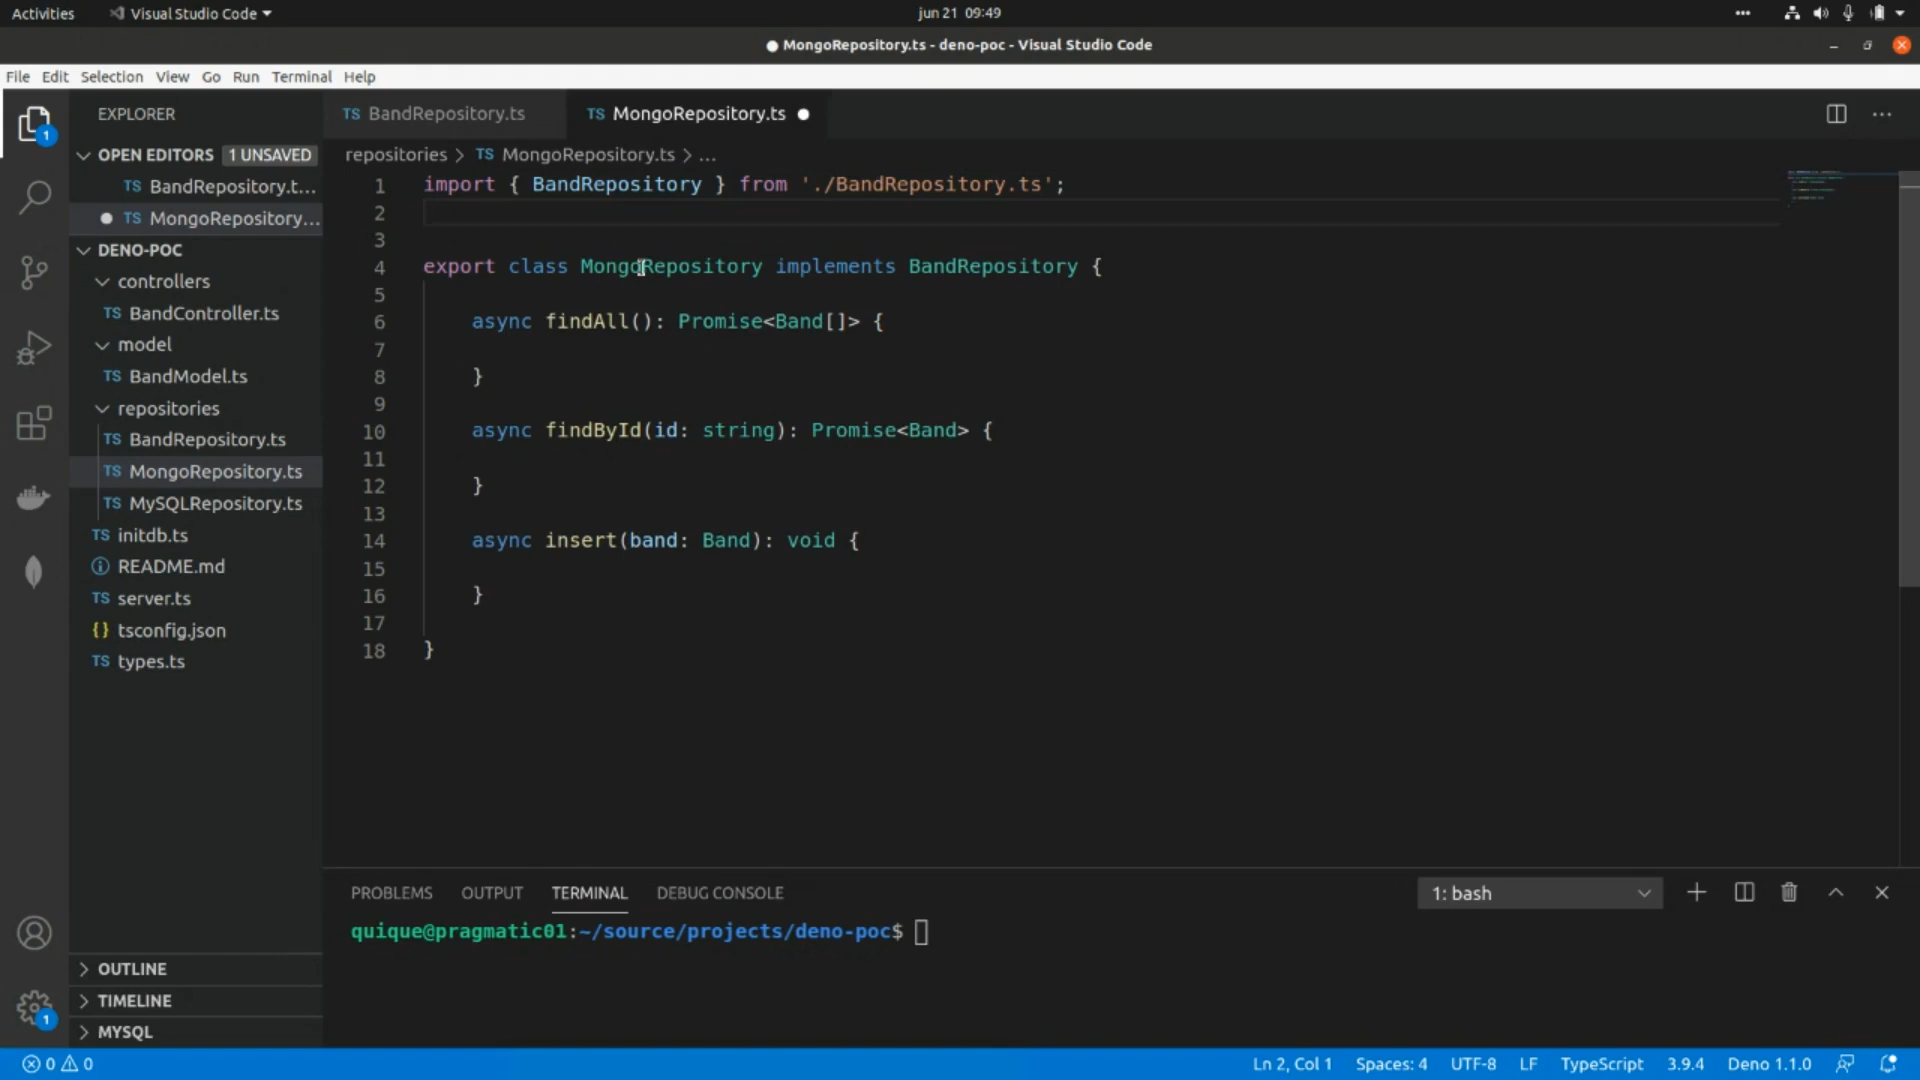 Activities Visual Studio Code jun 21 09:49
MongoRepository.ts - deno-poc - Visual Studio Code
File Edit Selection View Go Run Terminal Help
1
EXPLORER
OPEN EDITORS 1 UNSAVED
TS BandRepository.t...
TS MongoRepository...
DENO-POC
controllers
TS BandController.ts
model
TS BandModel.ts
repositories
TS BandRepository.ts
TS MongoRepository.ts
TS MySQLRepository.ts
TS initdb.ts
README.md
TS server.ts
{} tsconfig.json
TS types.ts
OUTLINE
TIMELINE
MYSQL
1
TS BandRepository.ts TS MongoRepository.ts
repositories > TS MongoRepository.ts > ...
1 import { BandRepository } from './BandRepository.ts';
2
3
4 export class MongoRepository implements BandRepository {
5
6 async findAll(): Promise<Band[]> {
7
8 }
9
10 async findById(id: string): Promise<Band> {
11
12 }
13
14 async insert(band: Band): void {
15
16 }
17
18 }
PROBLEMS OUTPUT TERMINAL DEBUG CONSOLE 1: bash
quique@pragmatic01:~/source/projects/deno-poc$
0 0 Ln 2, Col 1 Spaces: 4 UTF-8 LF TypeScript 3.9.4 Deno 1.1.0